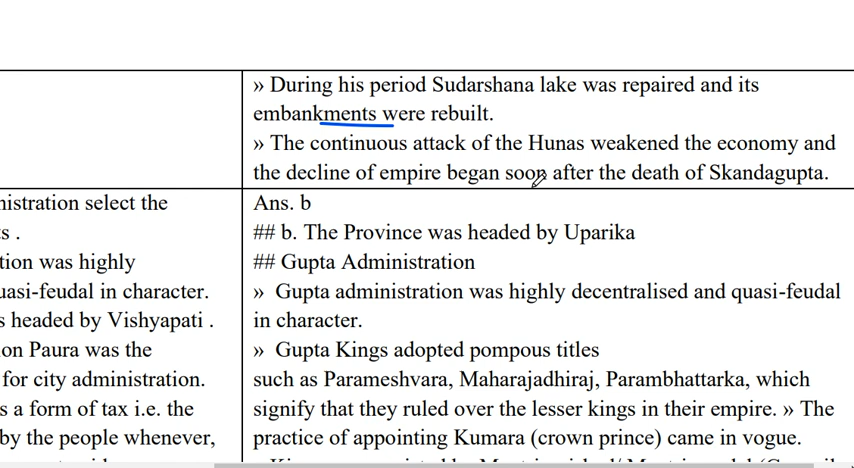 » During his period Sudarshana lake was repaired and its
embankments were rebuilt.
» The continuous attack of the Hunas weakened the economy and
the decline of empire began soon after the death of Skandagupta.
nistration select the
s .
tion was highly
uasi-feudal in character.
s headed by Vishyapati .
on Paura was the
for city administration.
s a form of tax i.e. the
by the people whenever,
Ans. b
## b. The Province was headed by Uparika
## Gupta Administration
» Gupta administration was highly decentralised and quasi-feudal
in character.
» Gupta Kings adopted pompous titles
such as Parameshvara, Maharajadhiraj, Parambhattarka, which
signify that they ruled over the lesser kings in their empire. » The
practice of appointing Kumara (crown prince) came in vogue.